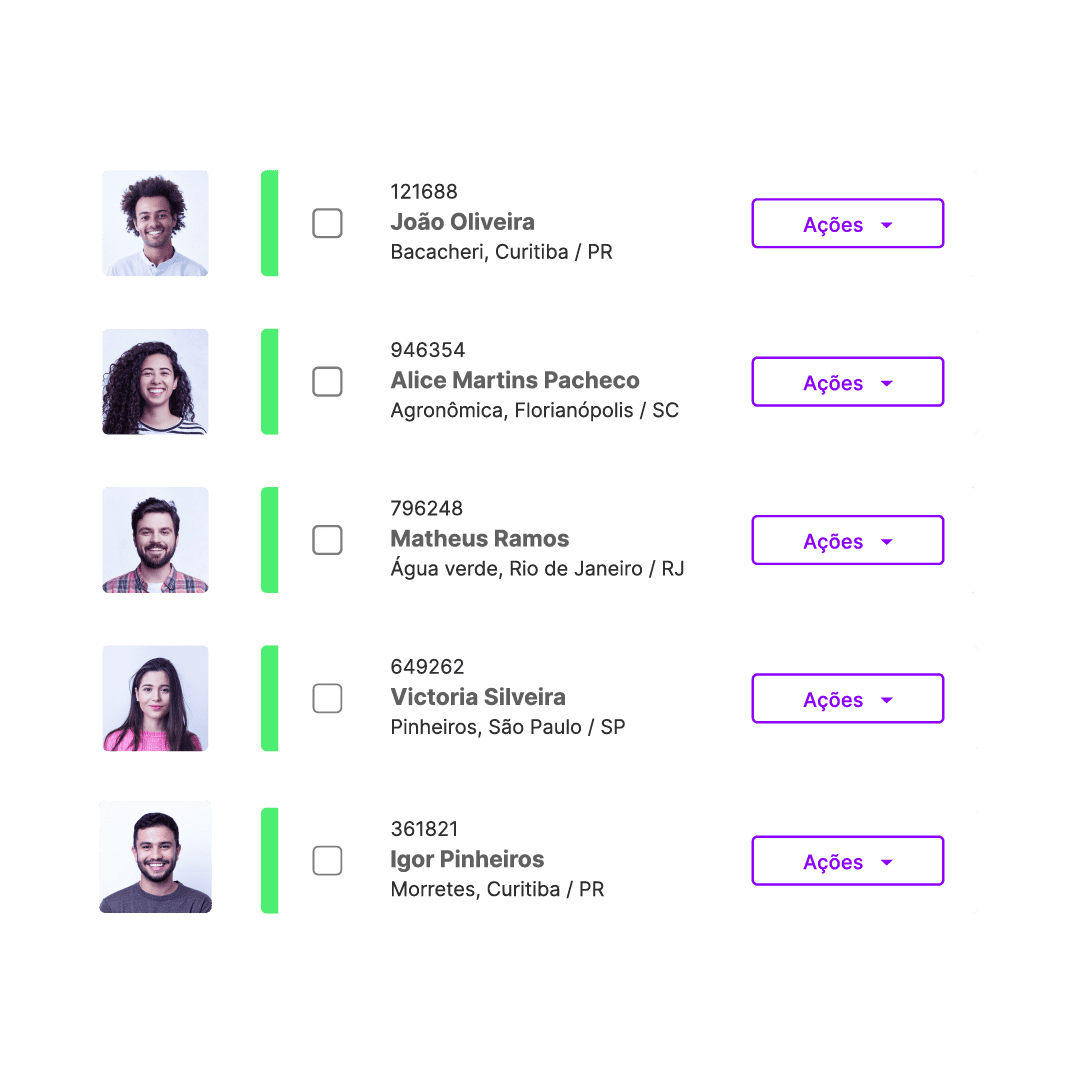 121688
João Oliveira
Bacacheri, Curitiba / PR
Ações
946354
Alice Martins Pacheco
Agronômica, Florianópolis / SC
Ações
796248
Matheus Ramos
Água verde, Rio de Janeiro / RJ
Ações
649262
Victoria Silveira
Pinheiros, São Paulo / SP
Ações
361821
Igor Pinheiros
Morretes, Curitiba / PR
Ações